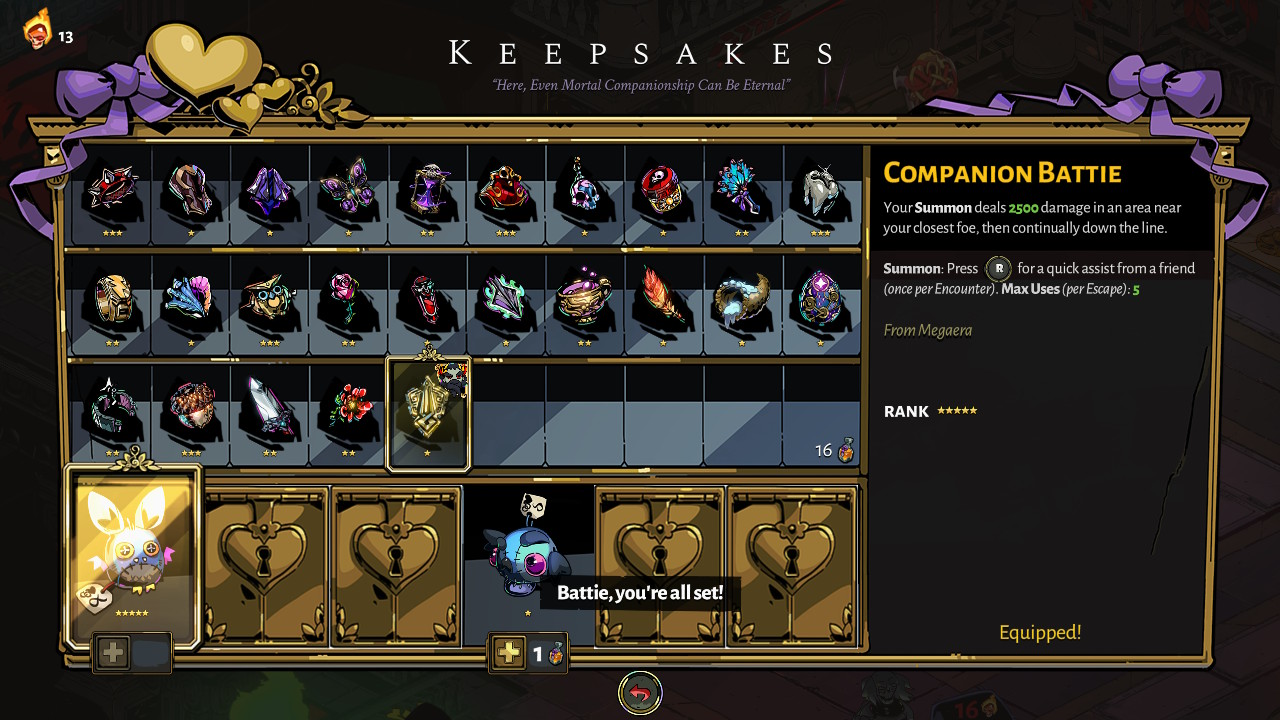 13
KEEPSAKES
“Here, Even Mortal Companionship Can Be Eternal”
COMPANION BATTIE
Your Summon deals 2500 damage in an area near
your closest foe, then continually down the line.
Summon: Press R for a quick assist from a friend
(once per Encounter). Max Uses (per Escape): 5
From Megaera
RANK
16
Battie, you're all set!
Equipped!
1
16